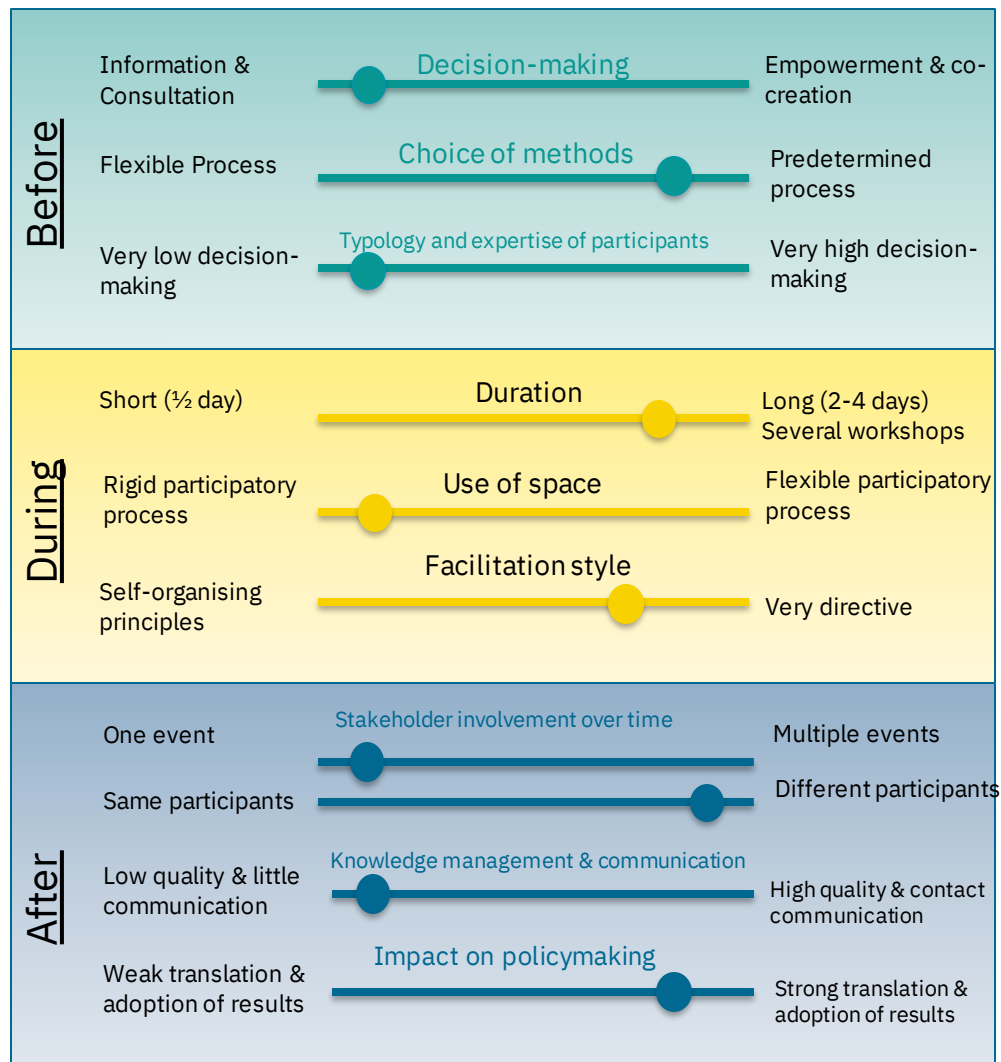 Before
Information &
Consultation
Decision-making
Empowerment & co-
creation
Flexible Process
Choice of methods
Predetermined
process
Very low decision-
making
Typology and expertise of participants
Very high decision-
making
During
Short (½ day)
Duration
Long (2-4 days)
Several workshops
Rigid participatory
process
Use of space
Flexible participatory
process
Self-organising
principles
Facilitation style
Very directive
After
One event
Stakeholder involvement over time
Multiple events
Same participants
Different participants
Low quality & little
communication
Knowledge management & communication
High quality & contact
communication
Weak translation &
adoption of results
Impact on policymaking
Strong translation &
adoption of results